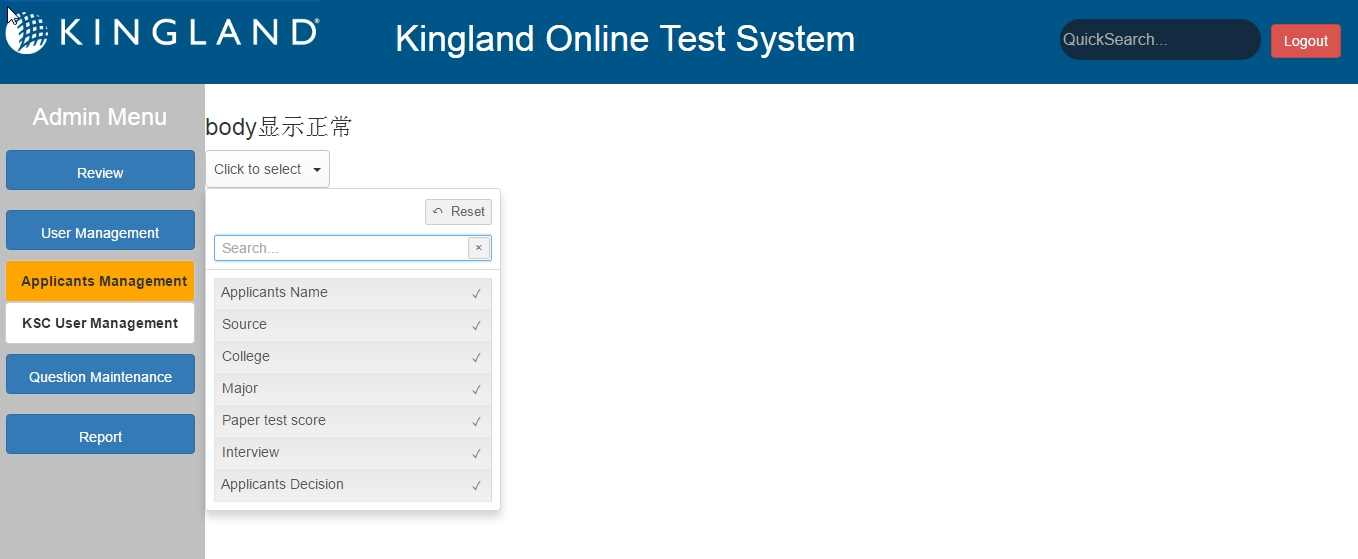 KINGLAND®
Kingland Online Test System
QuickSearch...
Logout
Admin Menu
body显示正常
Review
Click to select
Reset
User Management
Search...
×
Applicants Management
Applicants Name ✓
KSC User Management
Source ✓
College ✓
Question Maintenance
Major ✓
Paper test score ✓
Report
Interview ✓
Applicants Decision ✓